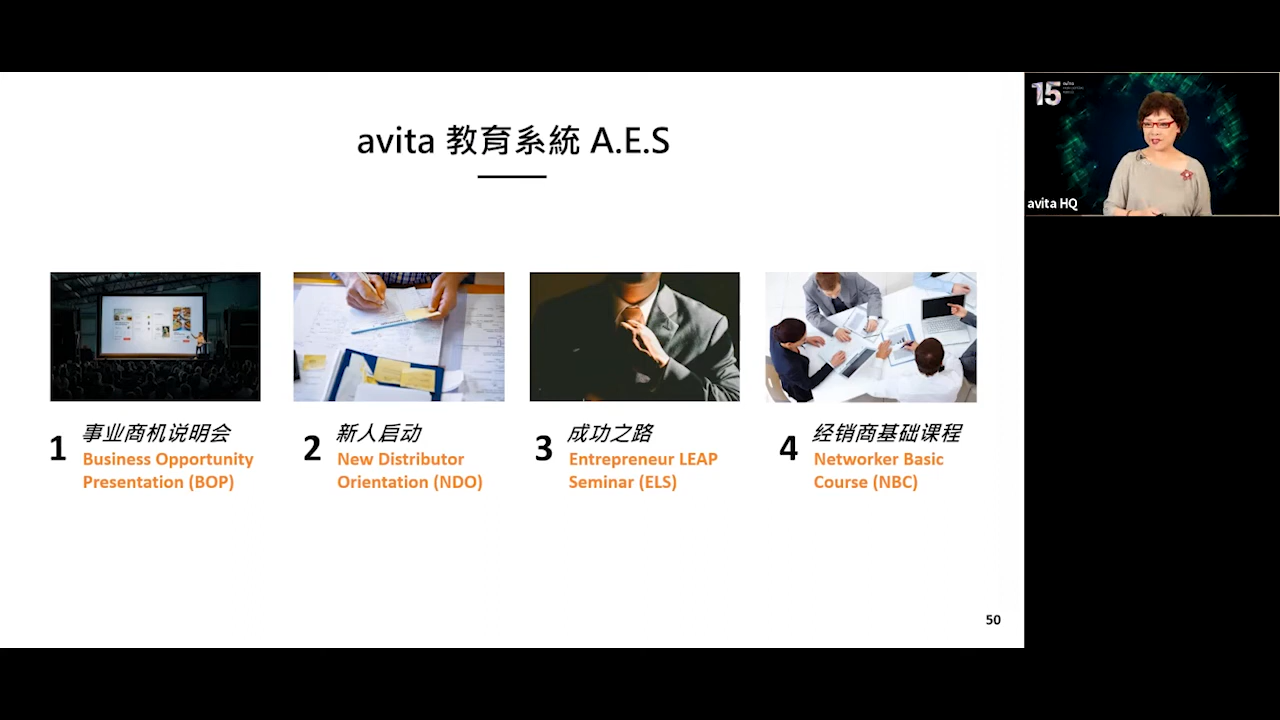 avita 教育系統 A.E.S
1
事业商机说明会
Business Opportunity
Presentation (BOP)
2
新人启动
New Distributor
Orientation (NDO)
3
成功之路
Entrepreneur LEAP
Seminar (ELS)
4
经销商基础课程
Networker Basic
Course (NBC)
50
15
avita HQ